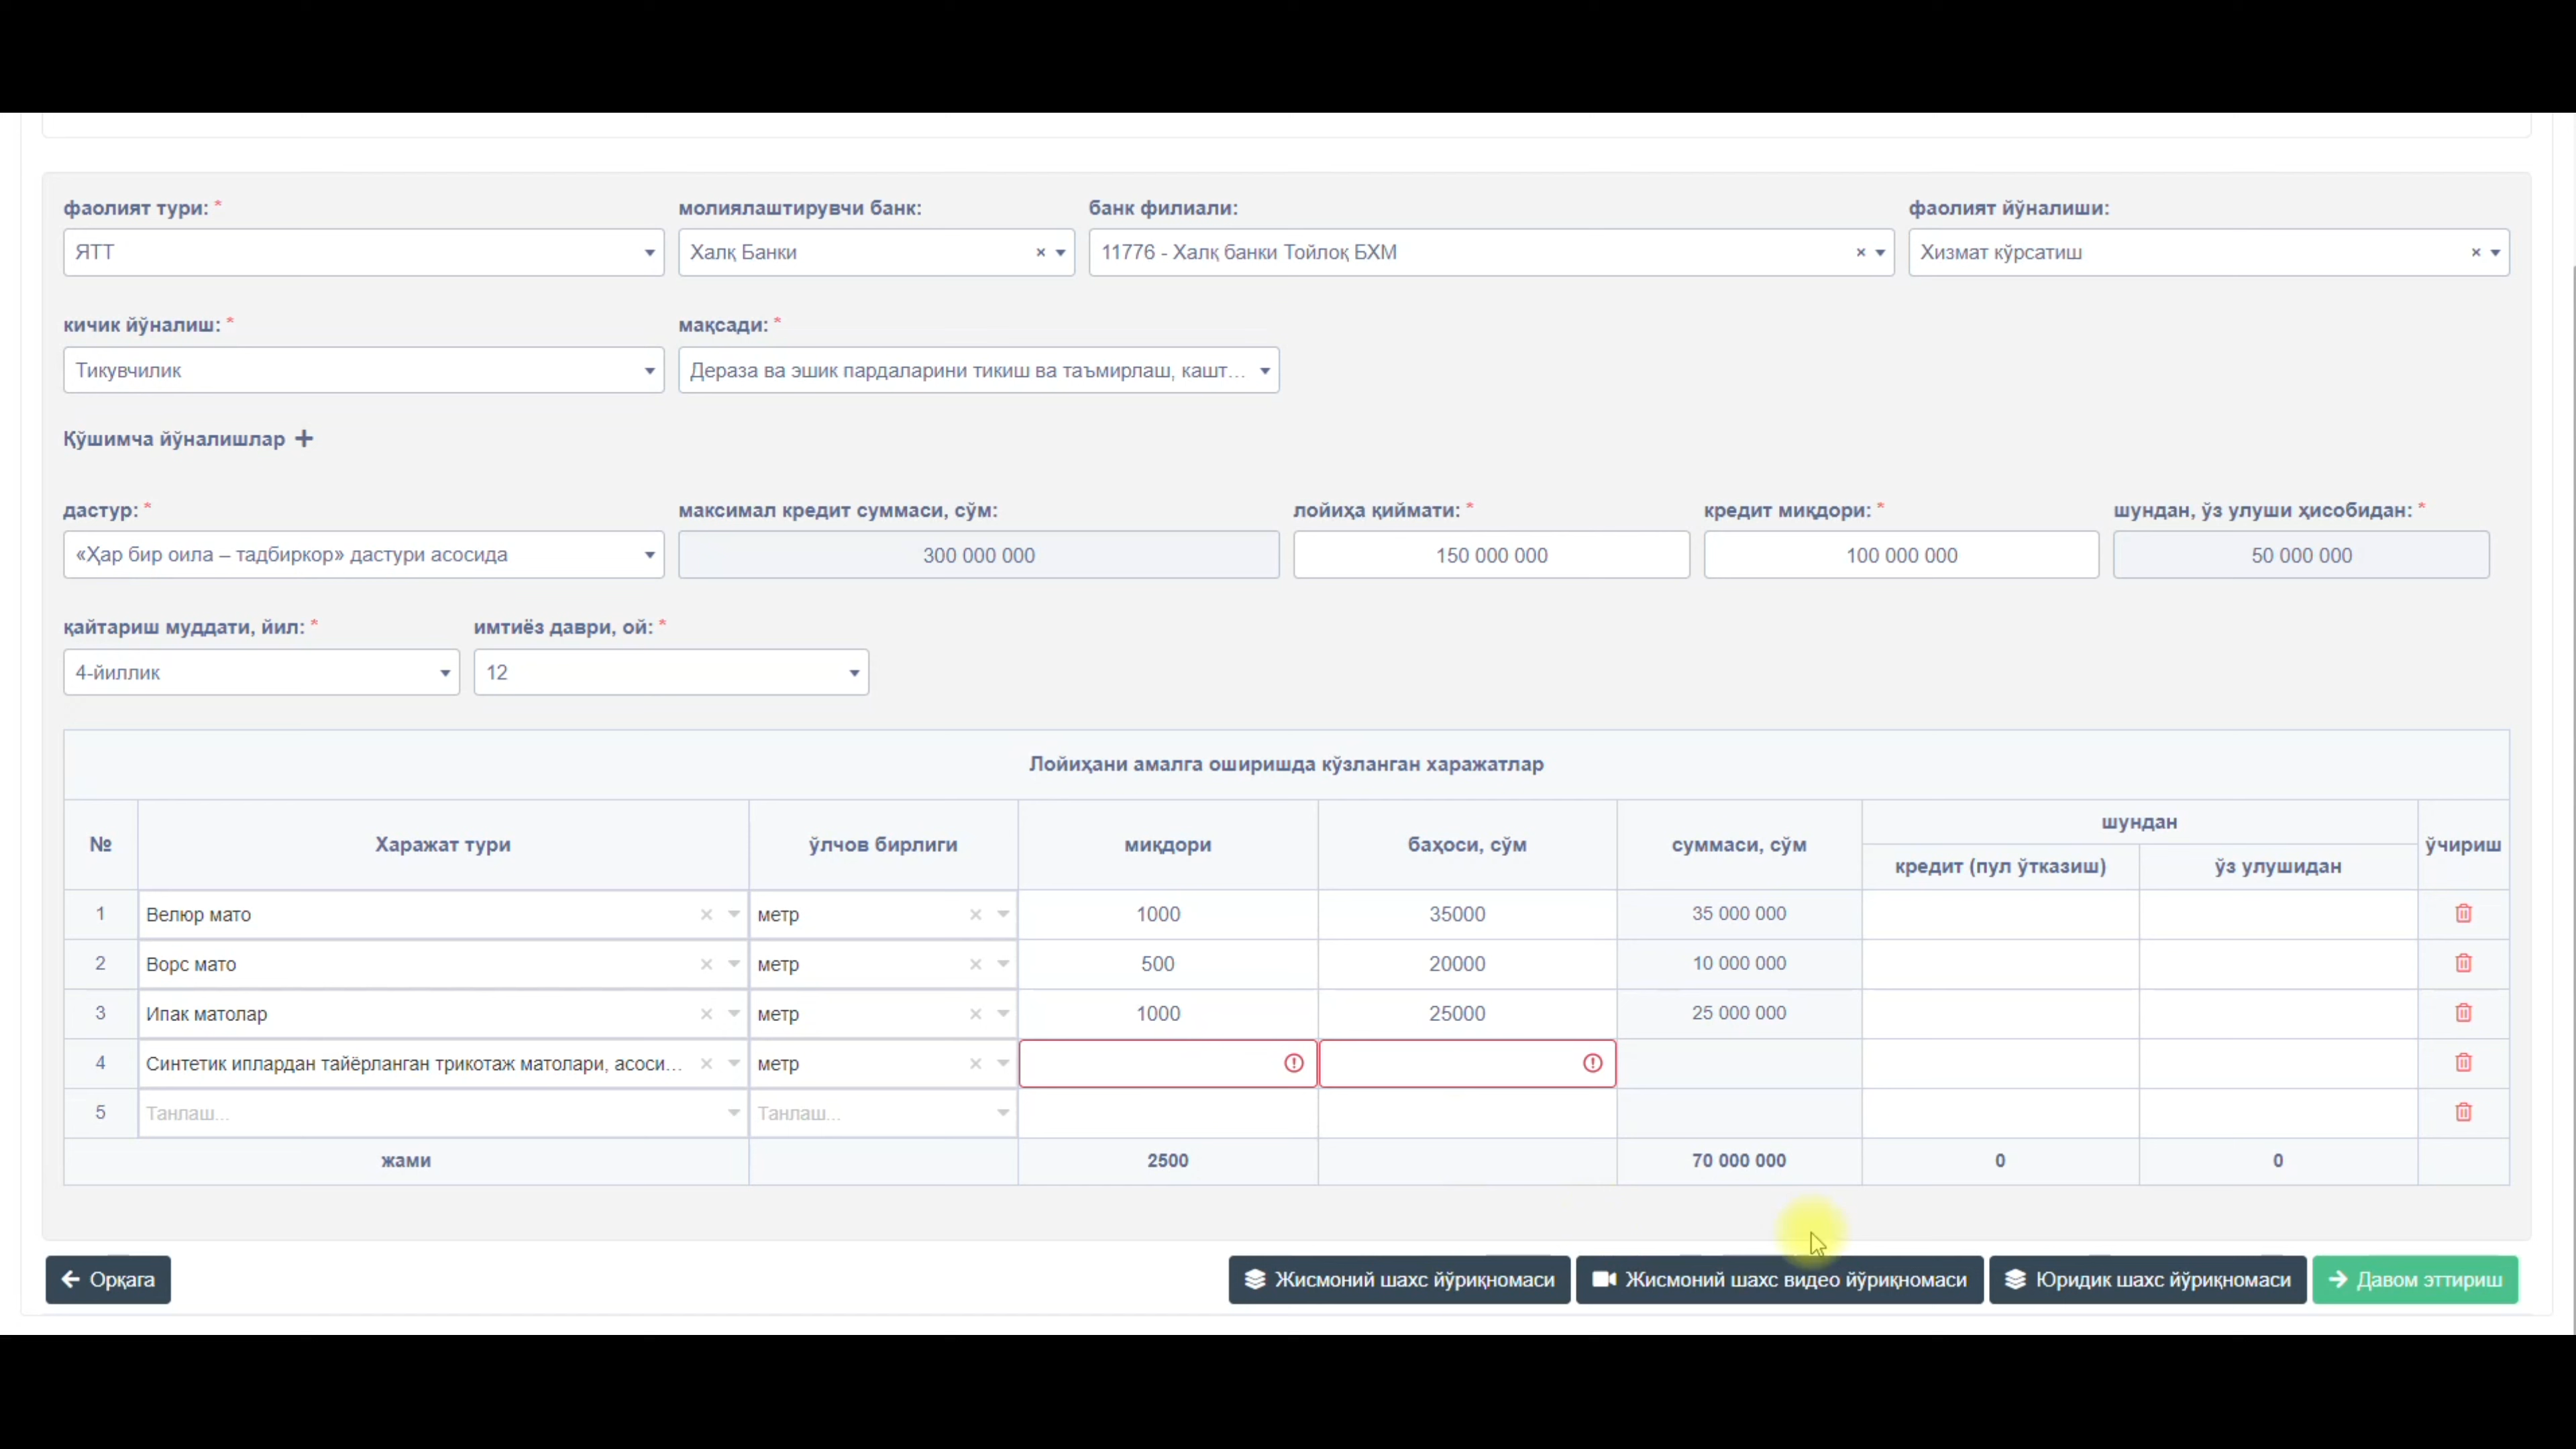 фаолият тури: * молиялаштирувчи банк: банк филиали: фаолият йўналиши:
ЯТТ Халқ Банки × 11776 - Халқ банки Тойлоқ БХМ × Хизмат кўрсатиш ×
кичик йўналиш: * мақсади: *
Тикувчилик Дераза ва эшик пардаларини тикиш ва таъмирлаш, кашт...
Қўшимча йўналишлар +
дастур: * максимал кредит суммаси, сўм: лойиҳа қиймати: * кредит миқдори: * шундан, ўз улуши ҳисобидан: *
«Ҳар бир оила – тадбиркор» дастури асосида 300 000 000 150 000 000 100 000 000 50 000 000
қайтариш муддати, йил: * имтиёз даври, ой: *
4-йиллик 12
Лойиҳани амалга оширишда кўзланган харажатлар
№ Харажат тури ўлчов бирлиги миқдори баҳоси, сўм суммаси, сўм шундан ўчириш
кредит (пул ўтказиш) ўз улушидан
1 Велюр мато × метр × 1000 35000 35 000 000
2 Ворс мато × метр × 500 20000 10 000 000
3 Ипак матолар × метр × 1000 25000 25 000 000
4 Синтетик иплардан тайёрланган трикотаж матолари, асоси... × метр ×
5 Танлаш... Танлаш...
жами 2500 70 000 000 0 0
Орқага Жисмоний шахс йўриқномаси Жисмоний шахс видео йўриқномаси Юридик шахс йўриқномаси Давом эттириш